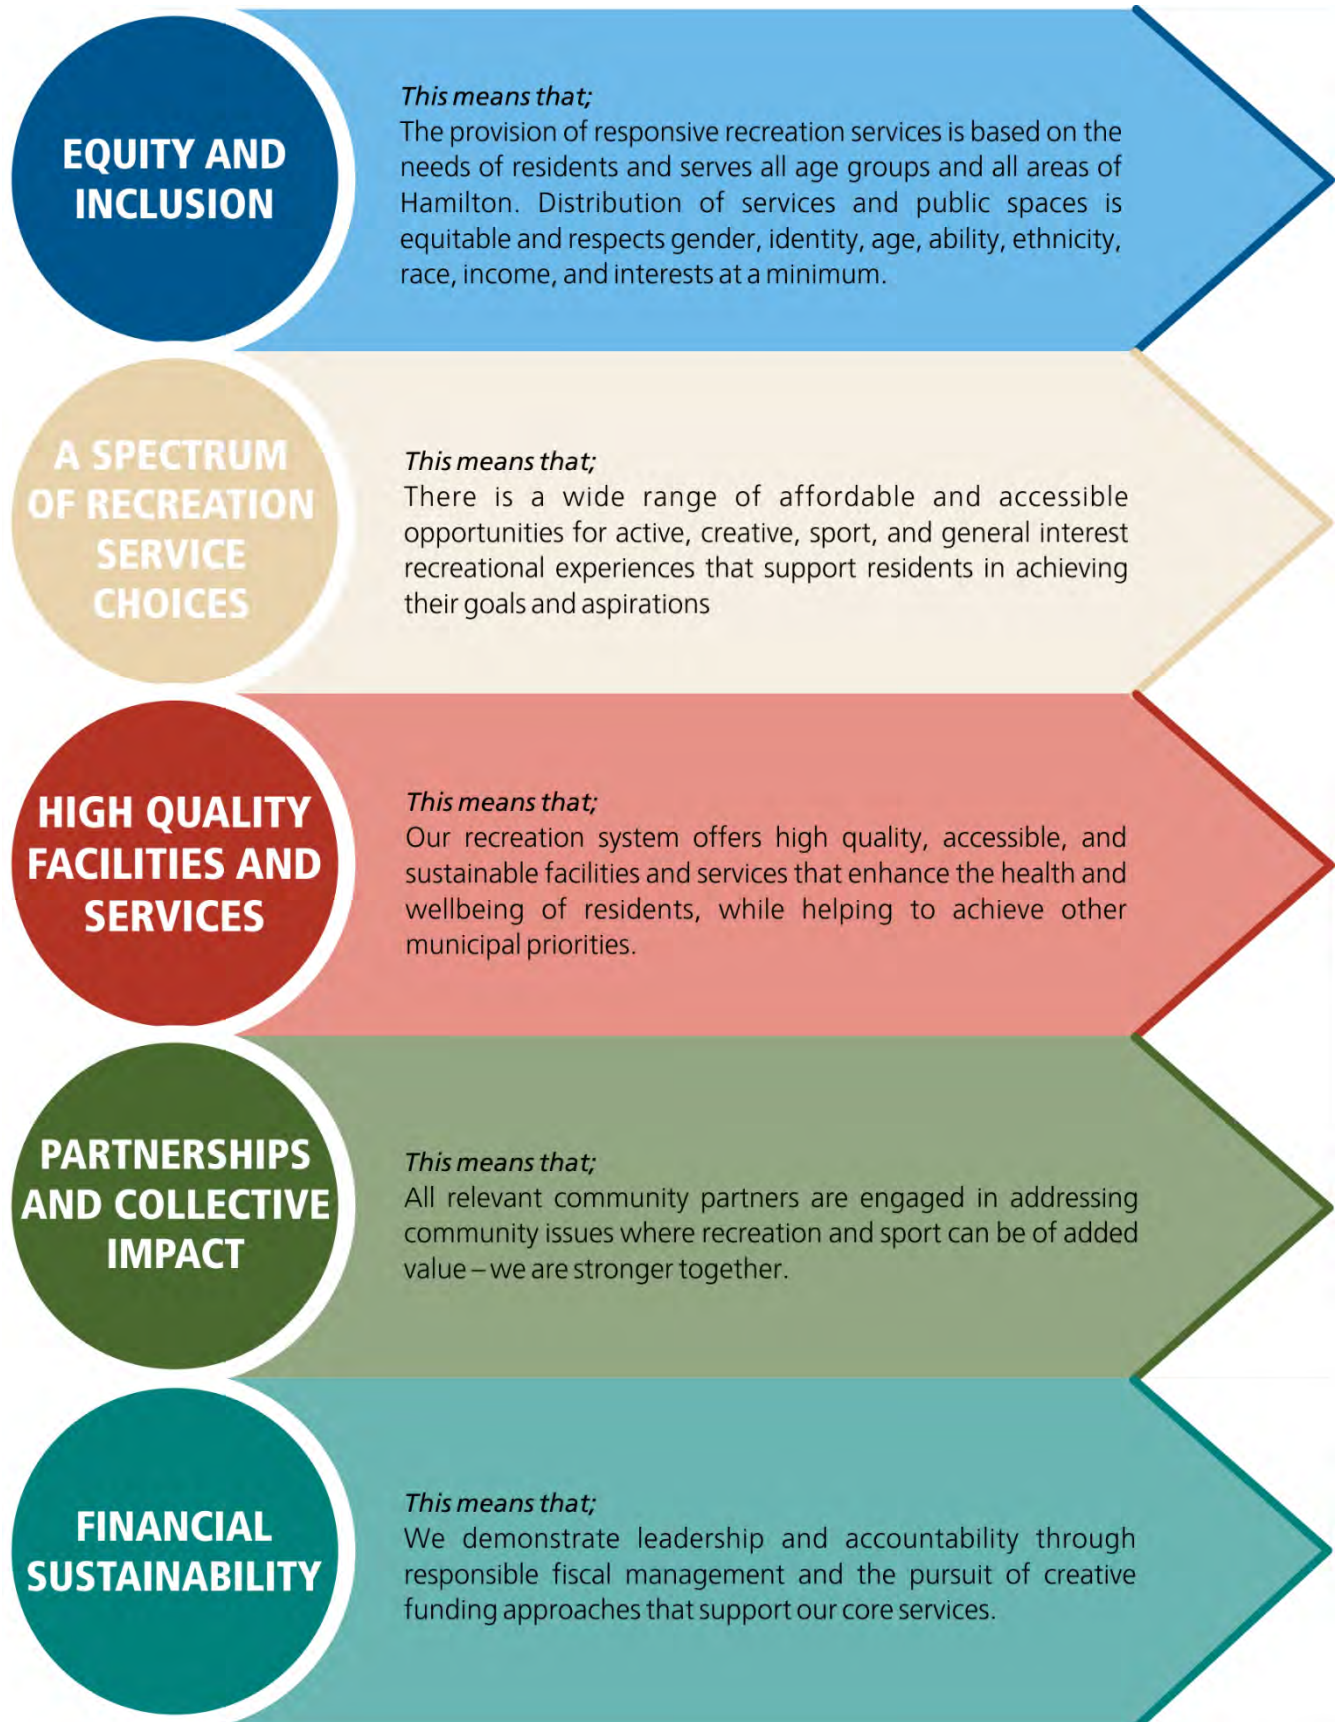 EQUITY AND
INCLUSION
This means that;
The provision of responsive recreation services is based on the
needs of residents and serves all age groups and all areas of
Hamilton. Distribution of services and public spaces is
equitable and respects gender, identity, age, ability, ethnicity,
race, income, and interests at a minimum.
A SPECTRUM
OF RECREATION
SERVICE
CHOICES
This means that;
There is a wide range of affordable and accessible
opportunities for active, creative, sport, and general interest
recreational experiences that support residents in achieving
their goals and aspirations
HIGH QUALITY
FACILITIES AND
SERVICES
This means that;
Our recreation system offers high quality, accessible, and
sustainable facilities and services that enhance the health and
wellbeing of residents, while helping to achieve other
municipal priorities.
PARTNERSHIPS
AND COLLECTIVE
IMPACT
This means that;
All relevant community partners are engaged in addressing
community issues where recreation and sport can be of added
value – we are stronger together.
FINANCIAL
SUSTAINABILITY
This means that;
We demonstrate leadership and accountability through
responsible fiscal management and the pursuit of creative
funding approaches that support our core services.